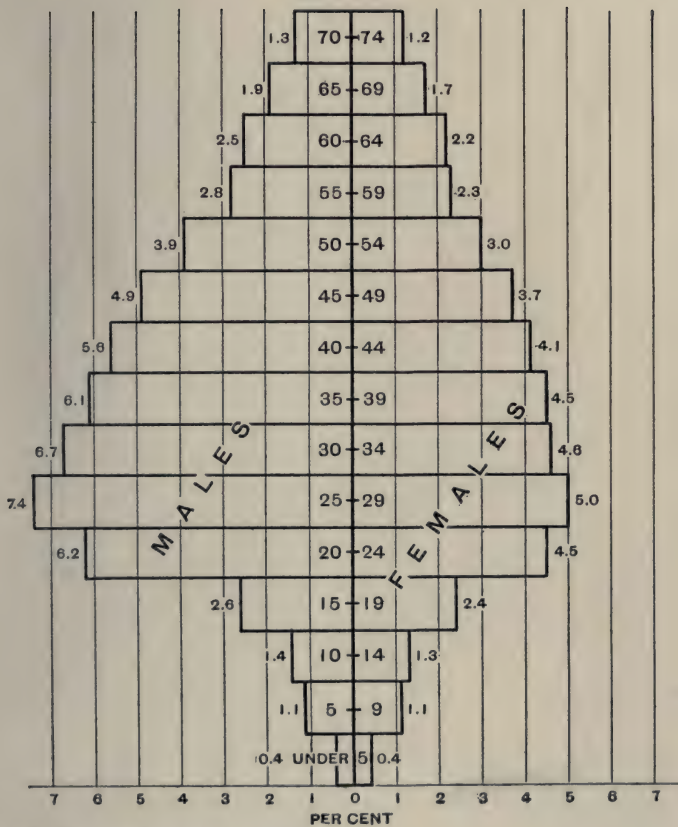 1.3 70-74 1.2
1.9 65-69 1.7
2.5 60-64 2.2
2.8 55-59 2.3
3.9 50-54 3.0
4.9 45-49 3.7
5.6 40-44 4.1
6.1 35-39 4.5
6.7 30-34 4.6
7.4 25-29 5.0
6.2 20-24 4.5
2.6 15-19 2.4
1.4 10-14 1.3
1.1 5-9 1.1
0.4 UNDER 5 0.4
MALES
FEMALES
7 6 5 4 3 2 1 0 1 2 3 4 5 6 7
PER CENT